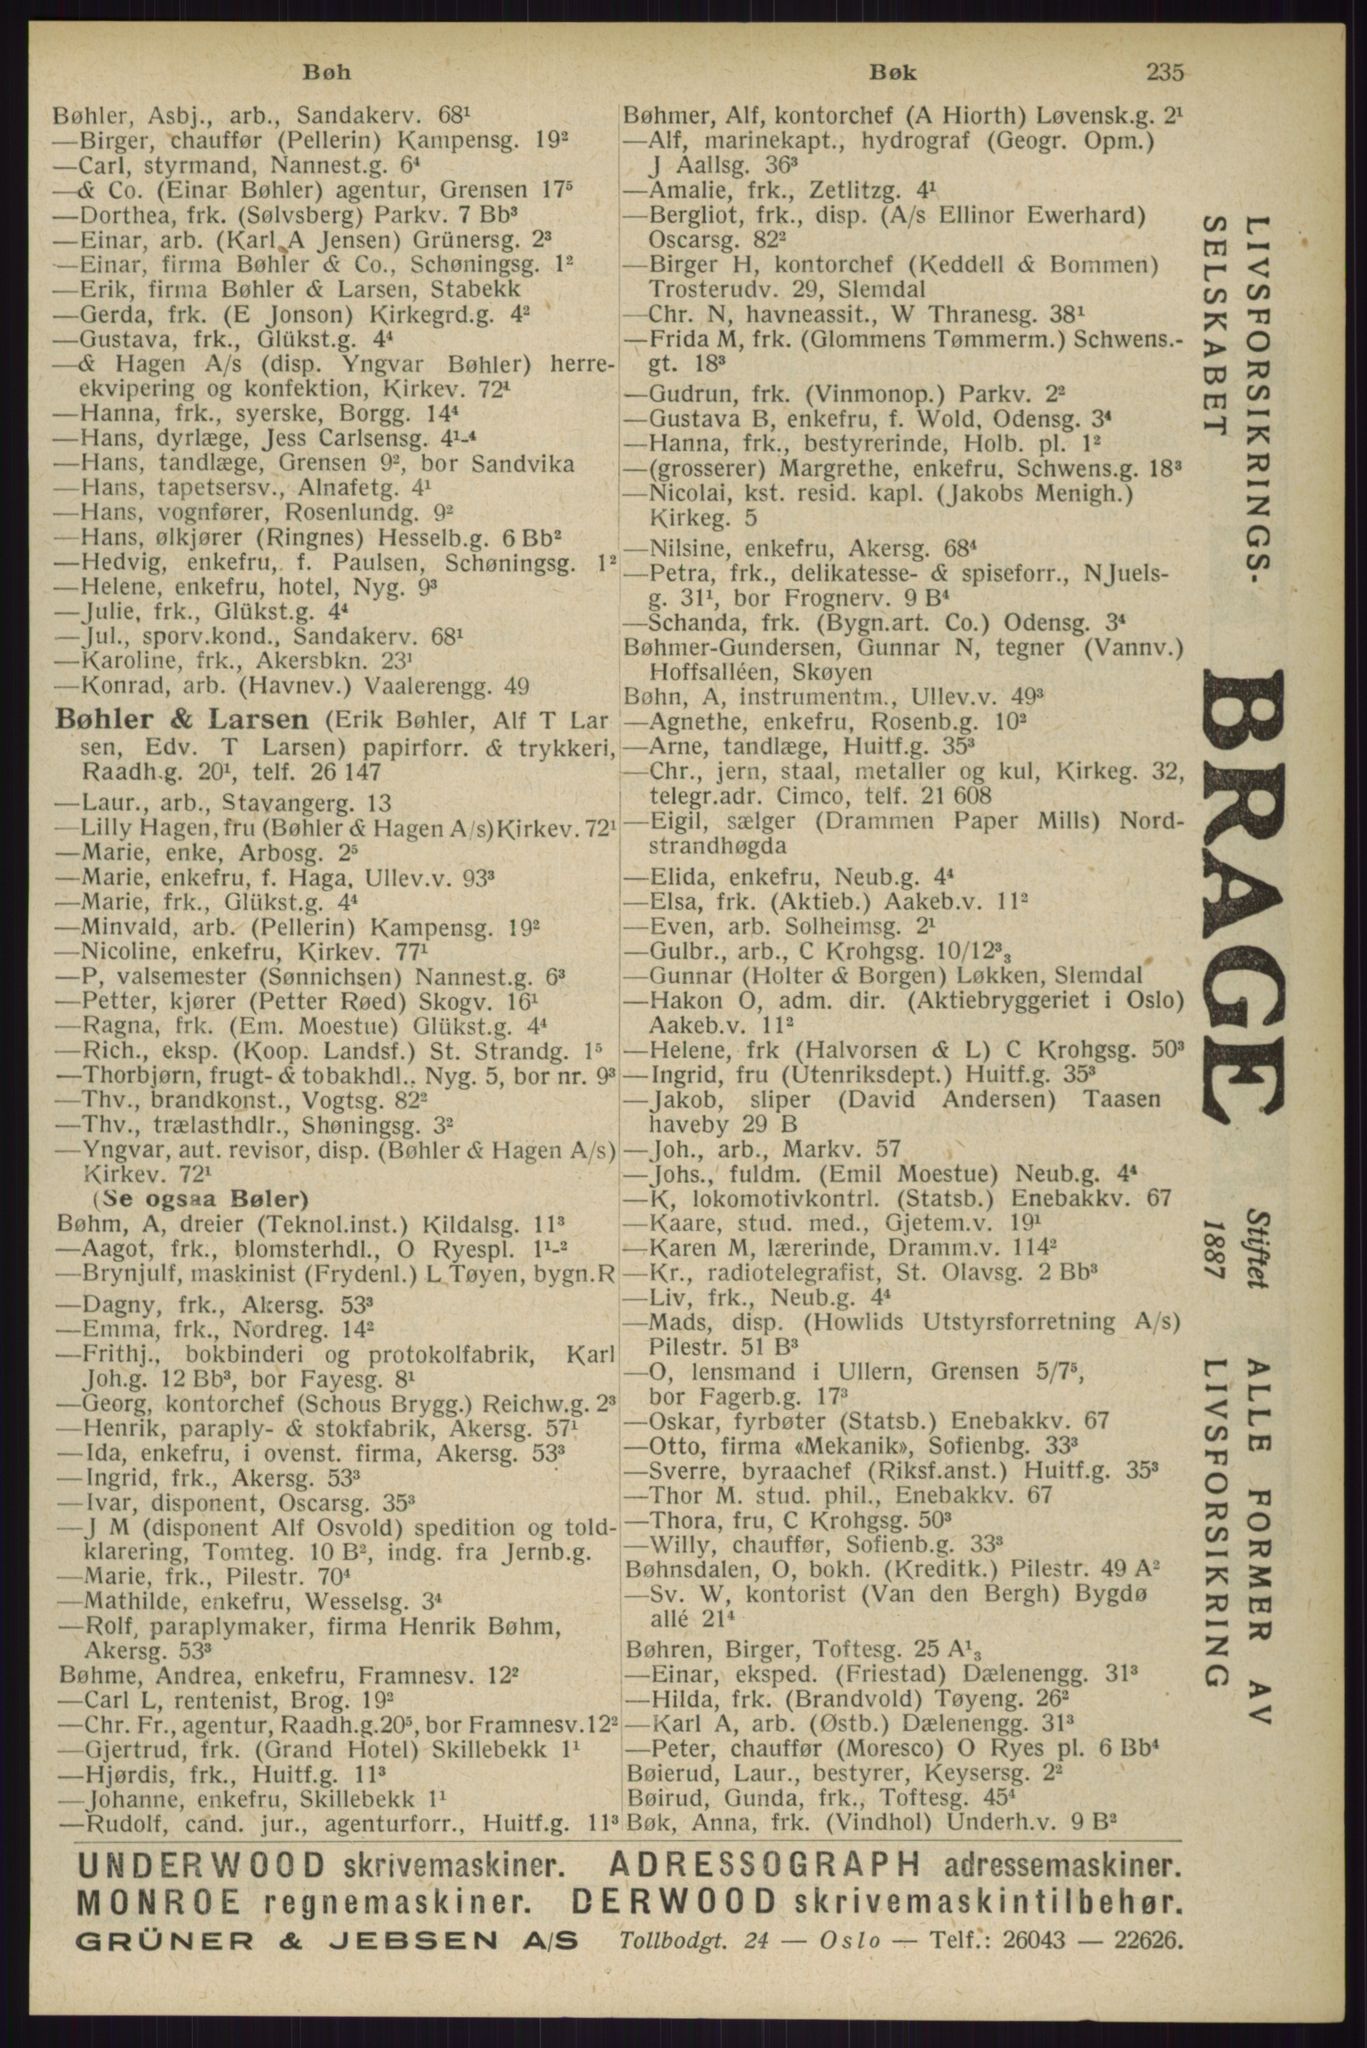 Bøh
Bøk
235
Bøhler, Asbj., arb., Sandakerv. 68¹
—Birger, chauffør (Pellerin) Kampensg. 19²
—Carl, styrmand, Nannest.g. 6⁴
—& Co. (Einar Bøhler) agentur, Grensen 17⁵
—Dorthea, frk. (Sølvsberg) Parkv. 7 Bb³
—Einar, arb. (Karl A Jensen) Grünersg. 2³
—Einar, firma Bøhler & Co., Schøningsg. 1²
—Erik, firma Bøhler & Larsen, Stabekk
—Gerda, frk. (E Jonson) Kirkegrd.g. 4²
—Gustava, frk., Glükst.g. 4⁴
—& Hagen A/s (disp. Yngvar Bøhler) herre-
ekvipering og konfektion, Kirkev. 72¹
—Hanna, frk., syerske, Borgg. 14⁴
—Hans, dyrlæge, Jess Carlsensg. 4¹-⁴
—Hans, tandlæge, Grensen 9², bor Sandvika
—Hans, tapetsersv., Alnafetg. 4¹
—Hans, vognfører, Rosenlundg. 9²
—Hans, ølkjører (Ringnes) Hesselb.g. 6 Bb²
—Hedvig, enkefru, f. Paulsen, Schøningsg. 1²
—Helene, enkefru, hotel, Nyg. 9³
—Julie, frk., Glükst.g. 4⁴
—Jul., sporv.kond., Sandakerv. 68¹
—Karoline, frk., Akersbkn. 23¹
—Konrad, arb. (Havnev.) Vaalerengg. 49
Bøhler & Larsen (Erik Bøhler, Alf T Lar
sen, Edv. T Larsen) papirforr. & trykkeri,
Raadh.g. 20¹, telf. 26 147
—Laur., arb., Stavangerg. 13
—Lilly Hagen, fru (Bøhler & Hagen A/s) Kirkev. 72¹
—Marie, enke, Arbosg. 2⁵
—Marie, enkefru, f. Haga, Ullev.v. 93³
—Marie, frk., Glükst.g. 4⁴
—Minvald, arb. (Pellerin) Kampensg. 19²
—Nicoline, enkefru, Kirkev. 77¹
—P, valsemester (Sønnichsen) Nannest.g. 6³
—Petter, kjører (Petter Røed) Skogv. 16¹
—Ragna, frk. (Em. Moestue) Glükst.g. 4⁴
—Rich., eksp. (Koop. Landsf.) St. Strandg. 1⁵
—Thorbjørn, frugt- & tobakhdl., Nyg. 5, bor nr. 9³
—Thv., brandkonst., Vogtsg. 82²
—Thv., trælasthdlr., Shøningsg. 3²
—Yngvar, aut. revisor, disp. (Bøhler & Hagen A/s)
Kirkev. 72¹
(Se ogsaa Bøler)
Bøhm, A, dreier (Teknol.inst.) Kildalsg. 11³
—Aagot, frk., blomsterhdl., O Ryespl. 1¹-²
—Brynjulf, maskinist (Frydenl.) L Tøyen, bygn.R
—Dagny, frk., Akersg. 53³
—Emma, frk., Nordreg. 14²
—Frithj., bokbinderi og protokolfabrik, Karl
Joh.g. 12 Bb³, bor Fayesg. 8¹
—Georg, kontorchef (Schous Brygg.) Reichw.g. 2³
—Henrik, paraply- & stokfabrik, Akersg. 57¹
—Ida, enkefru, i ovenst. firma, Akersg. 53³
—Ingrid, frk., Akersg. 53³
—Ivar, disponent, Oscarsg. 35³
—J M (disponent Alf Osvold) spedition og told-
klarering, Tomteg. 10 B², indg. fra Jernb.g.
—Marie, frk., Pilestr. 70⁴
—Mathilde, enkefru, Wesselsg. 3⁴
—Rolf, paraplymaker, firma Henrik Bøhm,
Akersg. 53³
Bøhme, Andrea, enkefru, Framnesv. 12²
—Carl L, rentenist, Brog. 19²
—Chr. Fr., agentur, Raadh.g.20⁵, bor Framnesv.12²
—Gjertrud, frk. (Grand Hotel) Skillebekk 1¹
—Hjørdis, frk., Huitf.g. 11³
—Johanne, enkefru, Skillebekk 1¹
—Rudolf, cand. jur., agenturforr., Huitf.g. 11³
Bøhmer, Alf, kontorchef (A Hiorth) Løvensk.g. 2¹
—Alf, marinekapt., hydrograf (Geogr. Opm.)
J Aallsg. 36³
—Amalie, frk., Zetlitzg. 4¹
—Bergliot, frk., disp. (A/s Ellinor Ewerhard)
Oscarsg. 82²
—Birger H, kontorchef (Keddell & Bommen)
Trosterudv. 29, Slemdal
—Chr. N, havneassit., W Thranesg. 38¹
—Frida M, frk. (Glommens Tømmerm.) Schwens.-
gt. 18³
—Gudrun, frk. (Vinmonop.) Parkv. 2²
—Gustava B, enkefru, f. Wold, Odensg. 3⁴
—Hanna, frk., bestyrerinde, Holb. pl. 1²
—(grosserer) Margrethe, enkefru, Schwens.g. 18³
—Nicolai, kst. resid. kapl. (Jakobs Menigh.)
Kirkeg. 5
—Nilsine, enkefru, Akersg. 68⁴
—Petra, frk., delikatesse- & spiseforr., N Juels-
g. 31¹, bor Frognerv. 9 B⁴
—Schanda, frk. (Bygn.art. Co.) Odensg. 3⁴
Bøhmer-Gundersen, Gunnar N, tegner (Vannv.)
Hoffsalléen, Skøyen
Bøhn, A, instrumentm., Ullev.v. 49³
—Agnethe, enkefru, Rosenb.g. 10²
—Arne, tandlæge, Huitf.g. 35³
—Chr., jern, staal, metaller og kul, Kirkeg. 32,
telegr.adr. Cimco, telf. 21 608
—Eigil, sælger (Drammen Paper Mills) Nord-
strandhøgda
—Elida, enkefru, Neub.g. 4⁴
—Elsa, frk. (Aktieb.) Aakeb.v. 11²
—Even, arb. Solheimsg. 2¹
—Gulbr., arb., C Krohgsg. 10/12³₃
—Gunnar (Holter & Borgen) Løkken, Slemdal
—Hakon O, adm. dir. (Aktiebryggeriet i Oslo)
Aakeb.v. 11²
—Helene, frk (Halvorsen & L) C Krohgsg. 50³
—Ingrid, fru (Utenriksdept.) Huitf.g. 35³
—Jakob, sliper (David Andersen) Taasen
haveby 29 B
—Joh., arb., Markv. 57
—Johs., fuldm. (Emil Moestue) Neub.g. 4⁴
—K, lokomotivkontrl. (Statsb.) Enebakkv. 67
—Kaare, stud. med., Gjetem.v. 19¹
—Karen M, lærerinde, Dramm.v. 114²
—Kr., radiotelegrafist, St. Olavsg. 2 Bb³
—Liv, frk., Neub.g. 4⁴
—Mads, disp. (Howlids Utstyrsforretning A/s)
Pilestr. 51 B³
—O, lensmand i Ullern, Grensen 5/7⁵,
bor Fagerb.g. 17³
—Oskar, fyrbøter (Statsb.) Enebakkv. 67
—Otto, firma «Mekanik», Sofienbg. 33³
—Sverre, byraachef (Riksf.anst.) Huitf.g. 35³
—Thor M. stud. phil., Enebakkv. 67
—Thora, fru, C Krohgsg. 50³
—Willy, chauffør, Sofienb.g. 33³
Bøhnsdalen, O, bokh. (Kreditk.) Pilestr. 49 A²
—Sv. W, kontorist (Van den Bergh) Bygdø
allé 21⁴
Bøhren, Birger, Toftesg. 25 A¹₃
—Einar, eksped. (Friestad) Dælenengg. 31³
—Hilda, frk. (Brandvold) Tøyeng. 26²
—Karl A, arb. (Østb.) Dælenengg. 31³
—Peter, chauffør (Moresco) O Ryes pl. 6 Bb⁴
Bøierud, Laur., bestyrer, Keysersg. 2²
Bøirud, Gunda, frk., Toftesg. 45⁴
Bøk, Anna, frk. (Vindhol) Underh.v. 9 B²
LIVSFORSIKRINGS-
SELSKABET
BRAGE
Stiftet
1887
ALLE FORMER AV
LIVSFORSIKRING
UNDERWOOD skrivemaskiner. ADRESSOGRAPH adressemaskiner.
MONROE regnemaskiner. DERWOOD skrivemaskintilbehør.
GRÜNER & JEBSEN A/S Tollbodgt. 24 — Oslo — Telf.: 26043 — 22626.